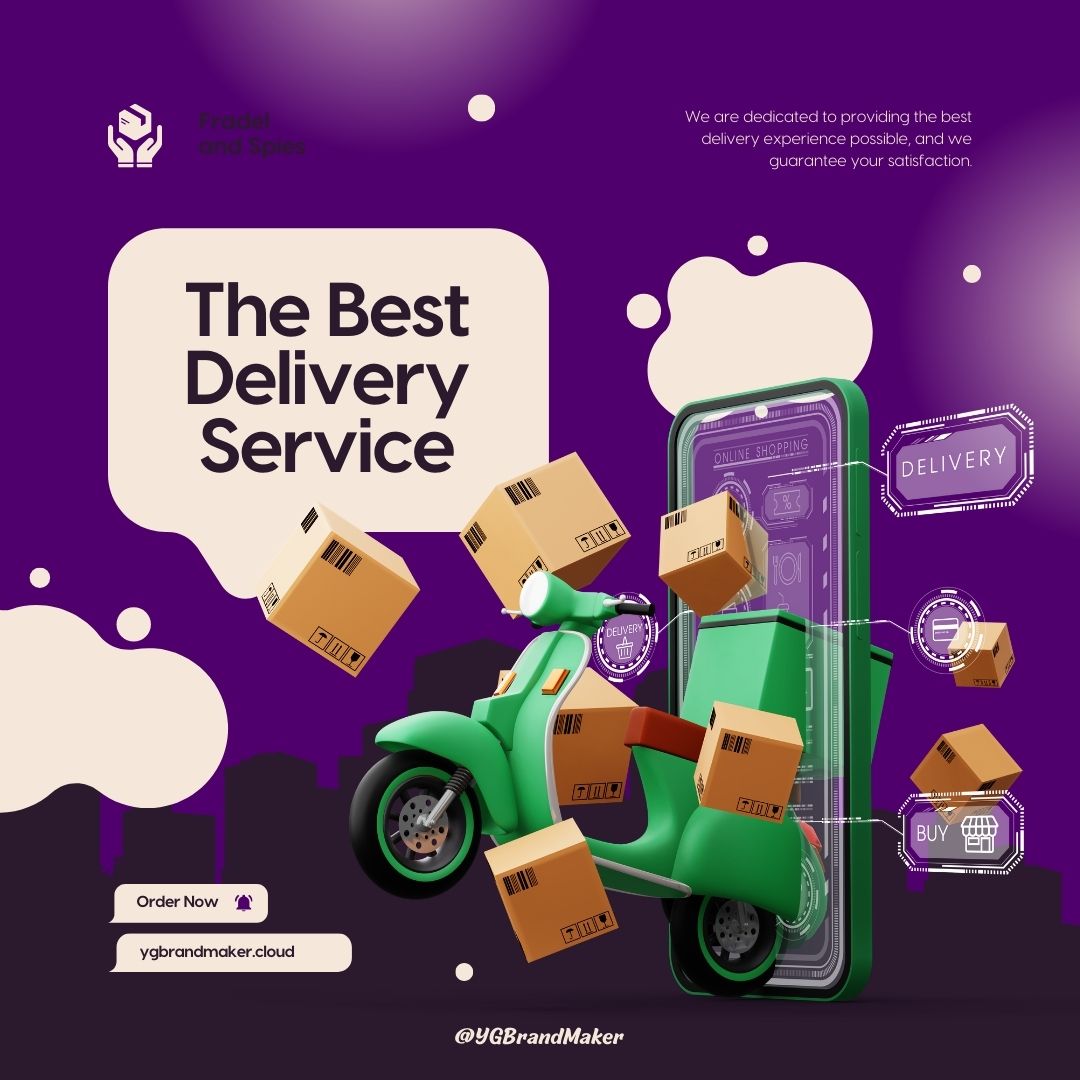 Fradel
and Spies
We are dedicated to providing the best
delivery experience possible, and we
guarantee your satisfaction.
The Best
Delivery
Service
ONLINE SHOPPING
DELIVERY
%
DELIVERY
BUY
Order Now
ygbrandmaker.cloud
@YGBrandMaker